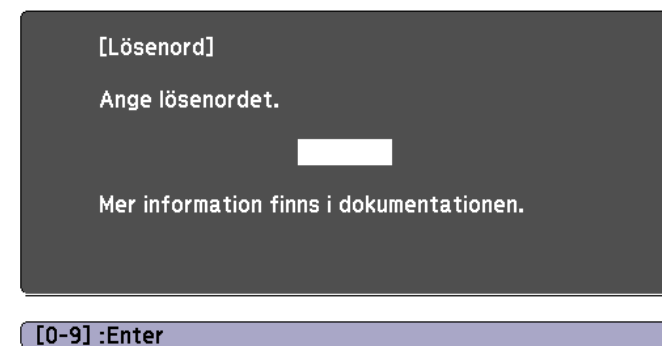 [Lösenord]
Ange lösenordet.
Mer information finns i dokumentationen.
[0-9] :Enter